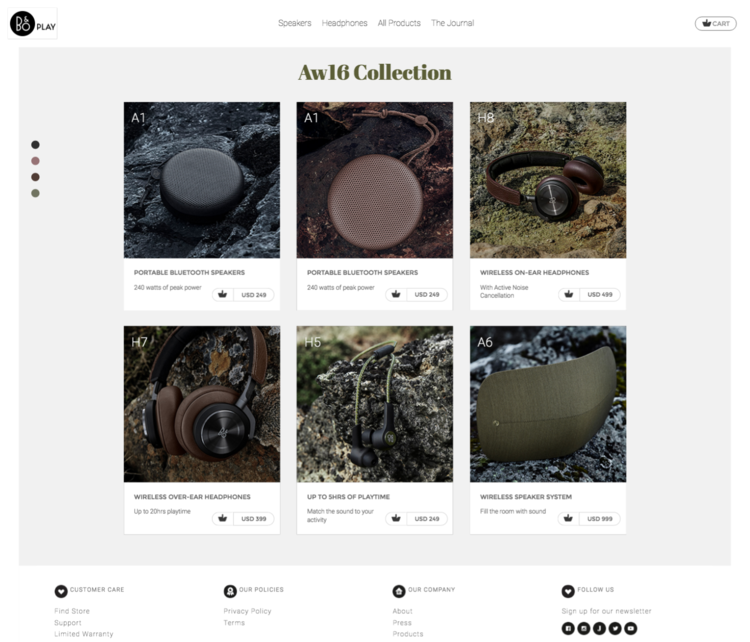 B&O PLAY
Speakers Headphones All Products The Journal
CART
Aw16 Collection
A1
A1
H8
PORTABLE BLUETOOTH SPEAKERS
240 watts of peak power
USD 249
PORTABLE BLUETOOTH SPEAKERS
240 watts of peak power
USD 249
WIRELESS ON-EAR HEADPHONES
With Active Noise
Cancellation
USD 499
H7
H5
A6
WIRELESS OVER-EAR HEADPHONES
Up to 20hrs playtime
USD 399
UP TO 5HRS OF PLAYTIME
Match the sound to your
activity
USD 249
WIRELESS SPEAKER SYSTEM
Fill the room with sound
USD 999
CUSTOMER CARE
Find Store
Support
Limited Warranty
OUR POLICIES
Privacy Policy
Terms
OUR COMPANY
About
Press
Products
FOLLOW US
Sign up for our newsletter